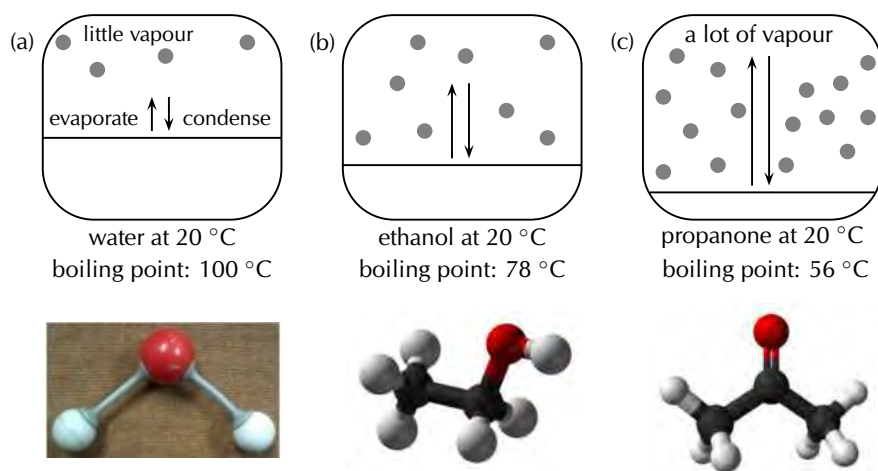 (a)
little vapour
evaporate
condense
water at 20 °C
boiling point: 100 °C
(b)
ethanol at 20 °C
boiling point: 78 °C
(c)
a lot of vapour
propanone at 20 °C
boiling point: 56 °C